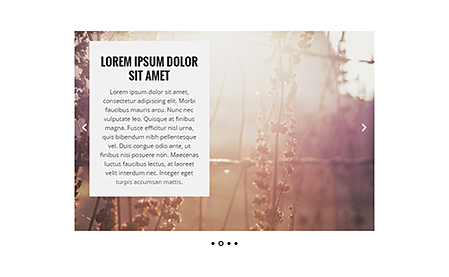 LOREM IPSUM DOLOR
SIT AMET
Lorem ipsum dolor sit amet,
consectetur adipiscing elit. Morbi
faucibus mauris arcu. Nunc
vulputate nulla leo. Quisque at finibus
magna. Fusce efficitur nisl urna,
quis bibendum nibh pellentesque
vel. Duis congue odio ante, ut
finibus nisi posuere non. Maecenas
luctus faucibus lectus, at iaculis
velit interdum nec. Integer eget
turpis accumsan mattis.